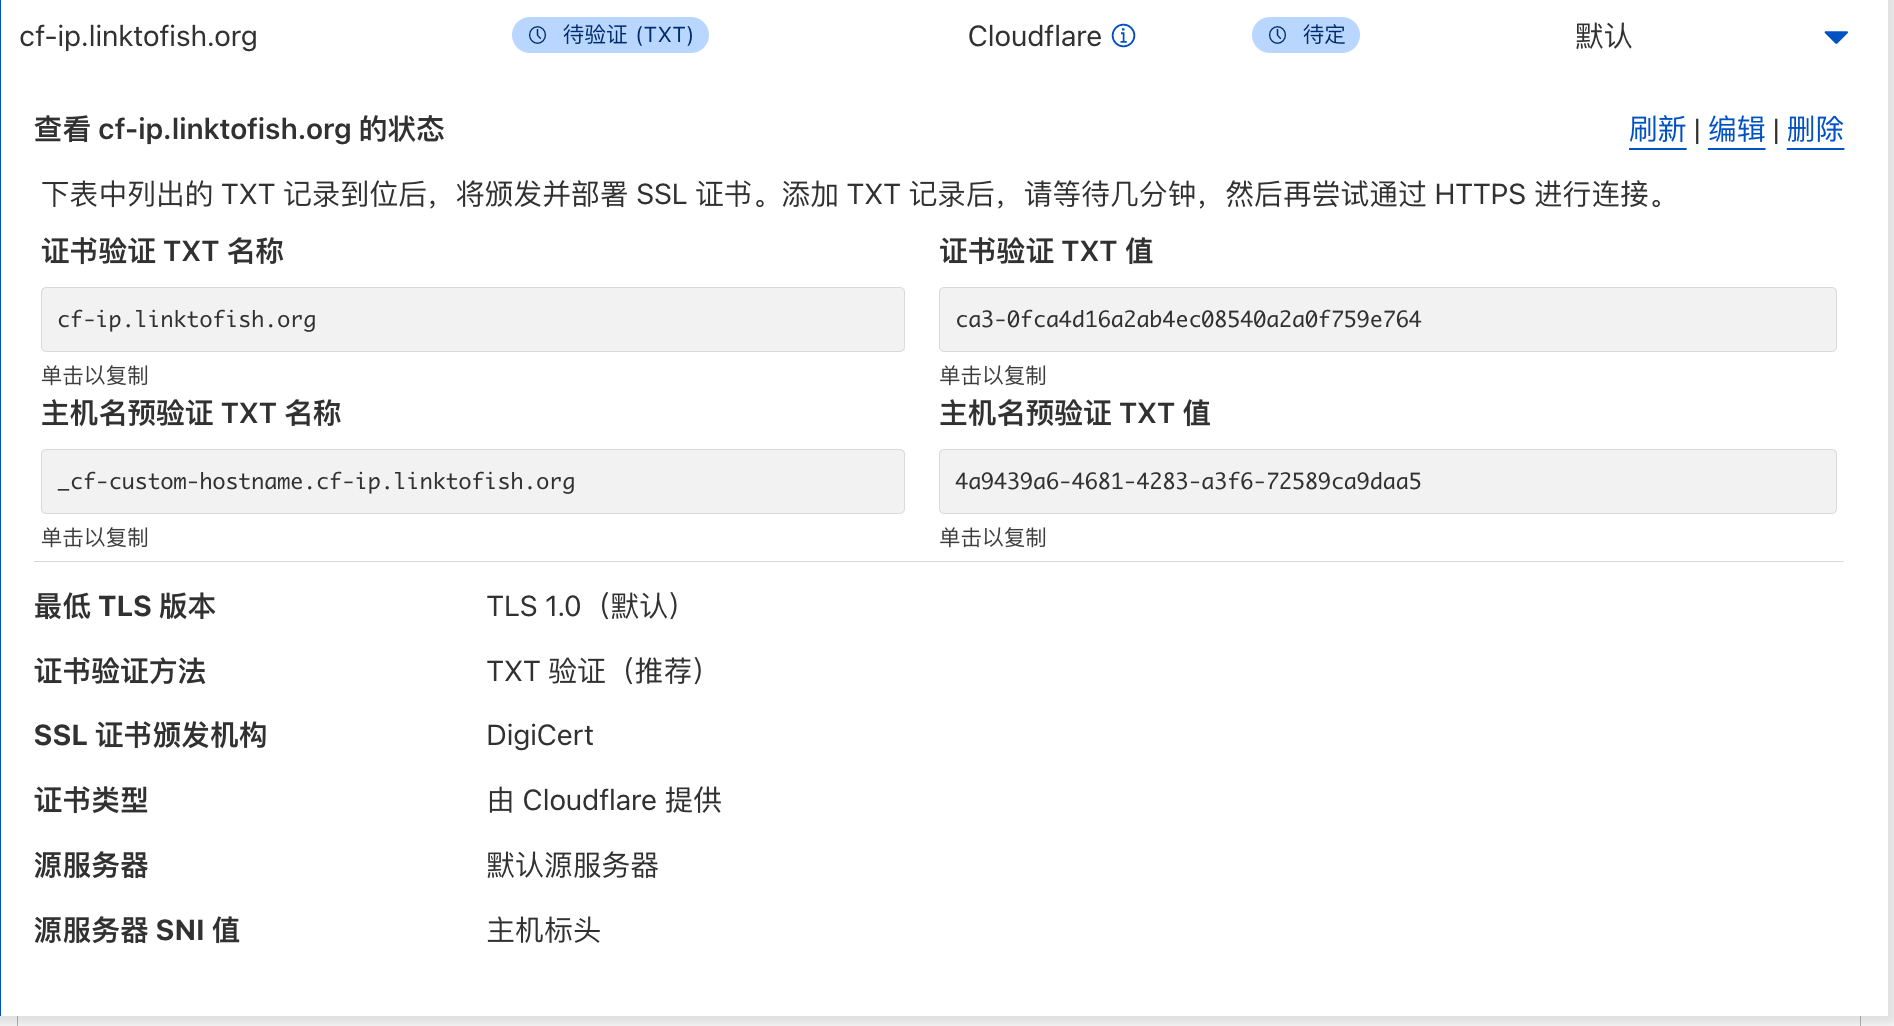 cf-ip.linktofish.org 待验证 (TXT) Cloudflare 待定 默认
查看 cf-ip.linktofish.org 的状态 刷新 | 编辑 | 删除
下表中列出的 TXT 记录到位后，将颁发并部署 SSL 证书。添加 TXT 记录后，请等待几分钟，然后再尝试通过 HTTPS 进行连接。
证书验证 TXT 名称 证书验证 TXT 值
cf-ip.linktofish.org ca3-0fca4d16a2ab4ec08540a2a0f759e764
单击以复制 单击以复制
主机名预验证 TXT 名称 主机名预验证 TXT 值
_cf-custom-hostname.cf-ip.linktofish.org 4a9439a6-4681-4283-a3f6-72589ca9daa5
单击以复制 单击以复制
最低 TLS 版本 TLS 1.0（默认）
证书验证方法 TXT 验证（推荐）
SSL 证书颁发机构 DigiCert
证书类型 由 Cloudflare 提供
源服务器 默认源服务器
源服务器 SNI 值 主机标头